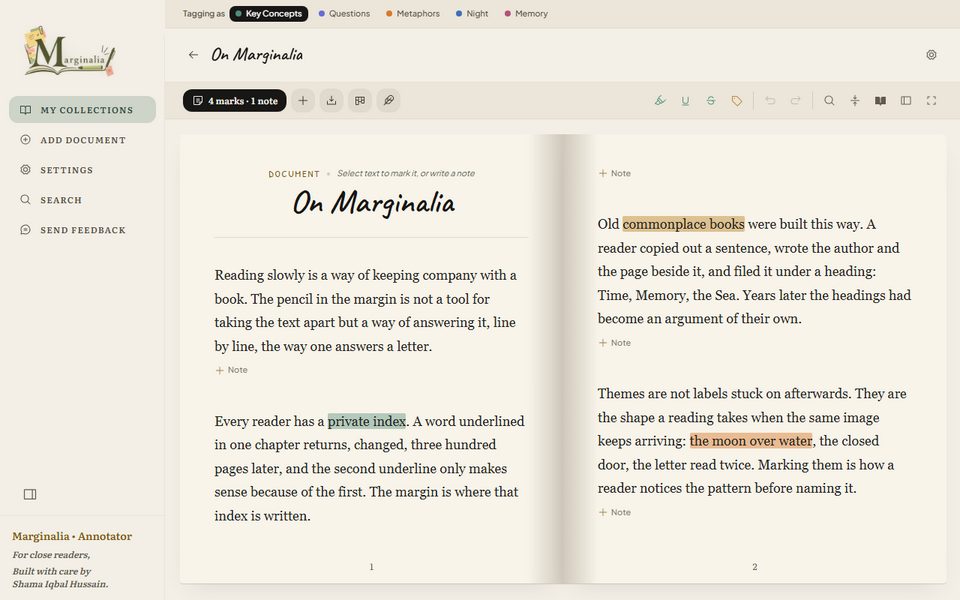 Marginalia
MY COLLECTIONS
ADD DOCUMENT
SETTINGS
SEARCH
SEND FEEDBACK
Marginalia • Annotator
For close readers,
Built with care by
Shama Iqbal Hussain.
Tagging as Key Concepts Questions Metaphors Night Memory
On Marginalia
4 marks · 1 note
DOCUMENT • Select text to mark it, or write a note
On Marginalia
Reading slowly is a way of keeping company with a
book. The pencil in the margin is not a tool for
taking the text apart but a way of answering it, line
by line, the way one answers a letter.
+ Note
Every reader has a private index. A word underlined
in one chapter returns, changed, three hundred
pages later, and the second underline only makes
sense because of the first. The margin is where that
index is written.
1
+ Note
Old commonplace books were built this way. A
reader copied out a sentence, wrote the author and
the page beside it, and filed it under a heading:
Time, Memory, the Sea. Years later the headings had
become an argument of their own.
+ Note
Themes are not labels stuck on afterwards. They are
the shape a reading takes when the same image
keeps arriving: the moon over water, the closed
door, the letter read twice. Marking them is how a
reader notices the pattern before naming it.
+ Note
2